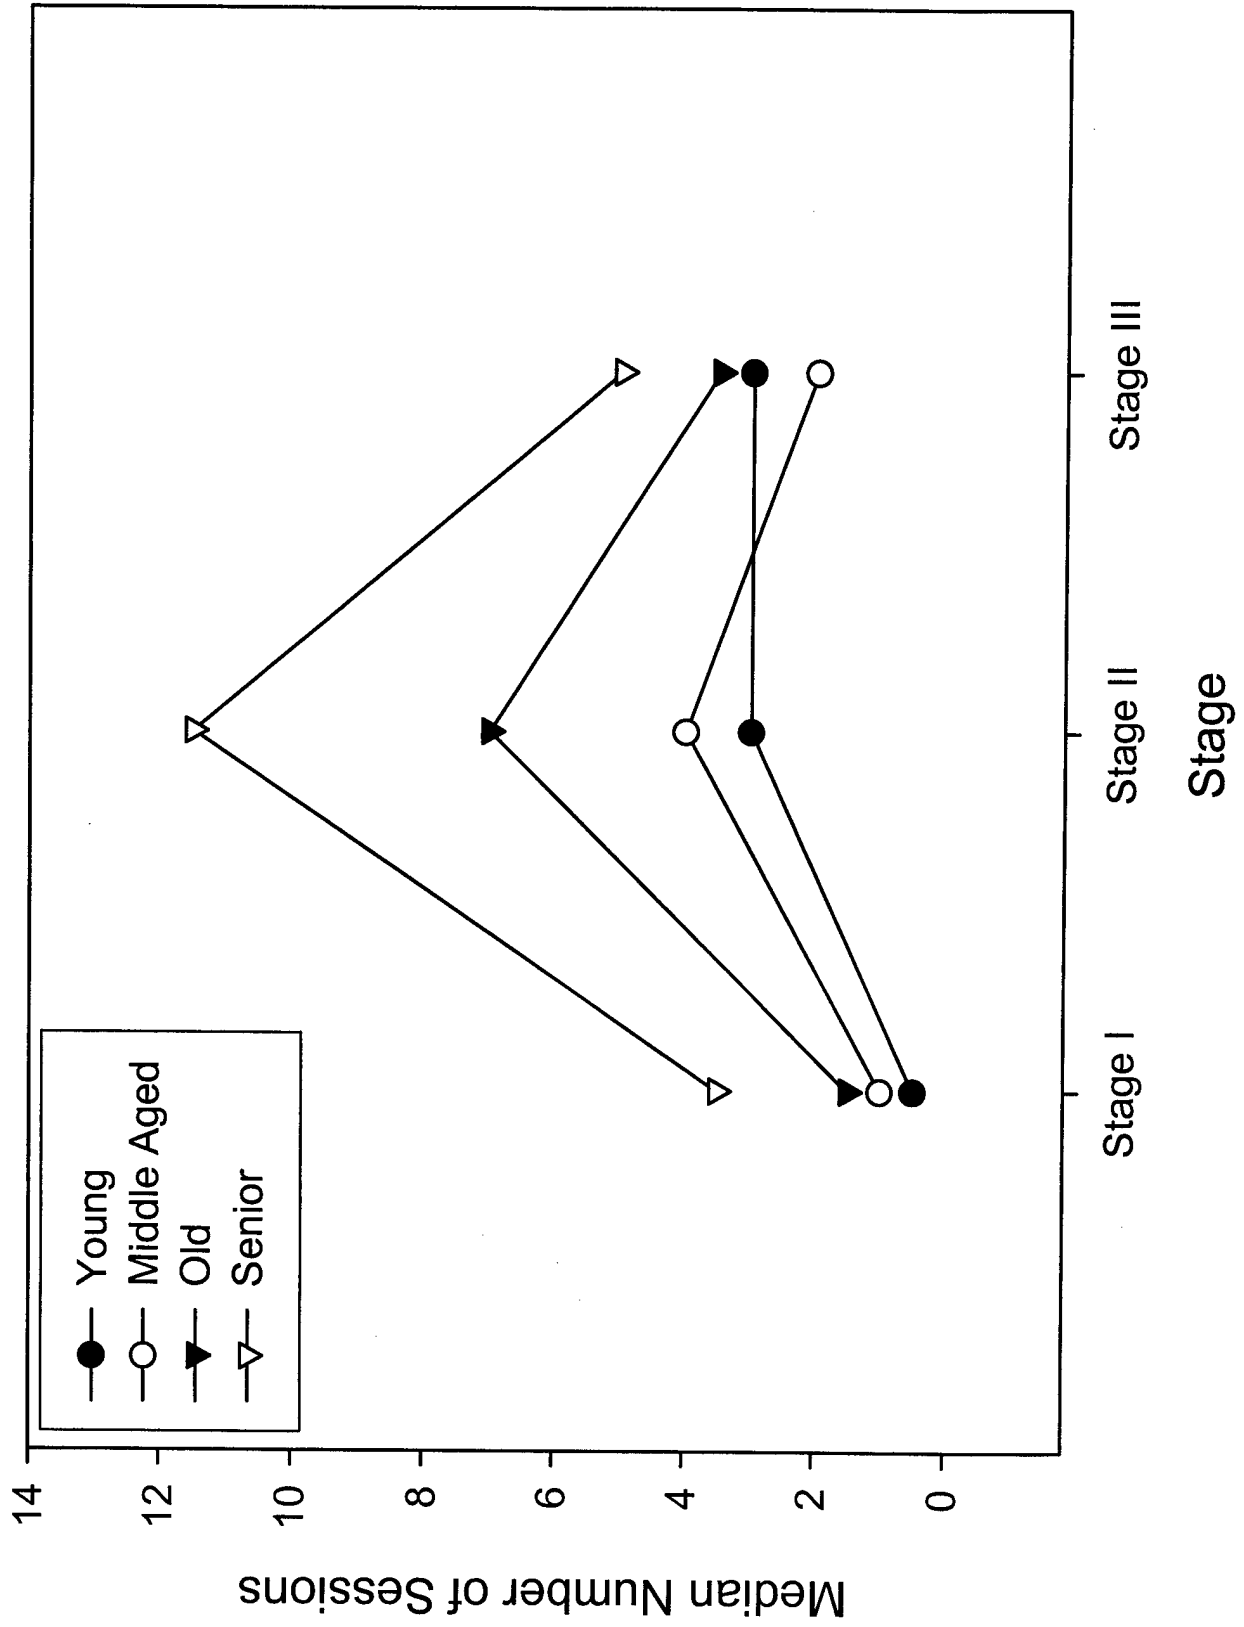 Young
Middle Aged
Old
Senior
14
12
10
8
6
4
2
0
Median Number of Sessions
Stage I
Stage II
Stage III
Stage